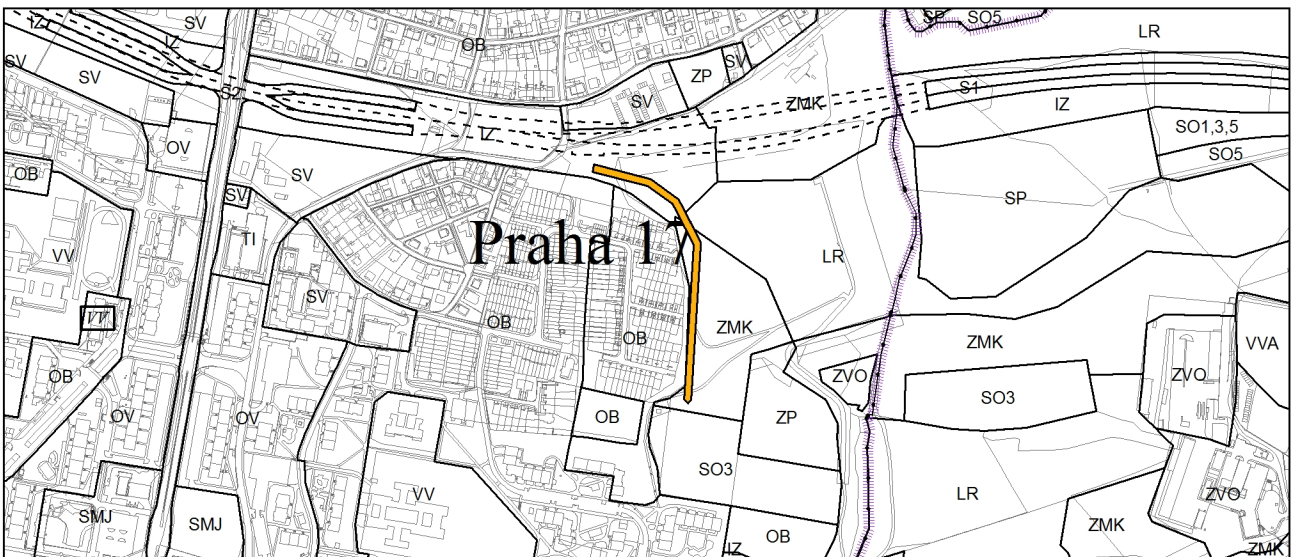 IZ SV SP SO5
OB LR
SV IZ SV
SV ZP
S2 SV ZMK S1 IZ
IZ SO1,3,5
OV SO5
OB SV
SV SP
TI Praha 17
VV LR
SV
VV OB OB ZMK ZMK VVA
OB ZVO ZVO
OV OV OB ZP SO3
SO3
VV LR ZVO
SMJ SMJ ZMK
IZ OB ZMK